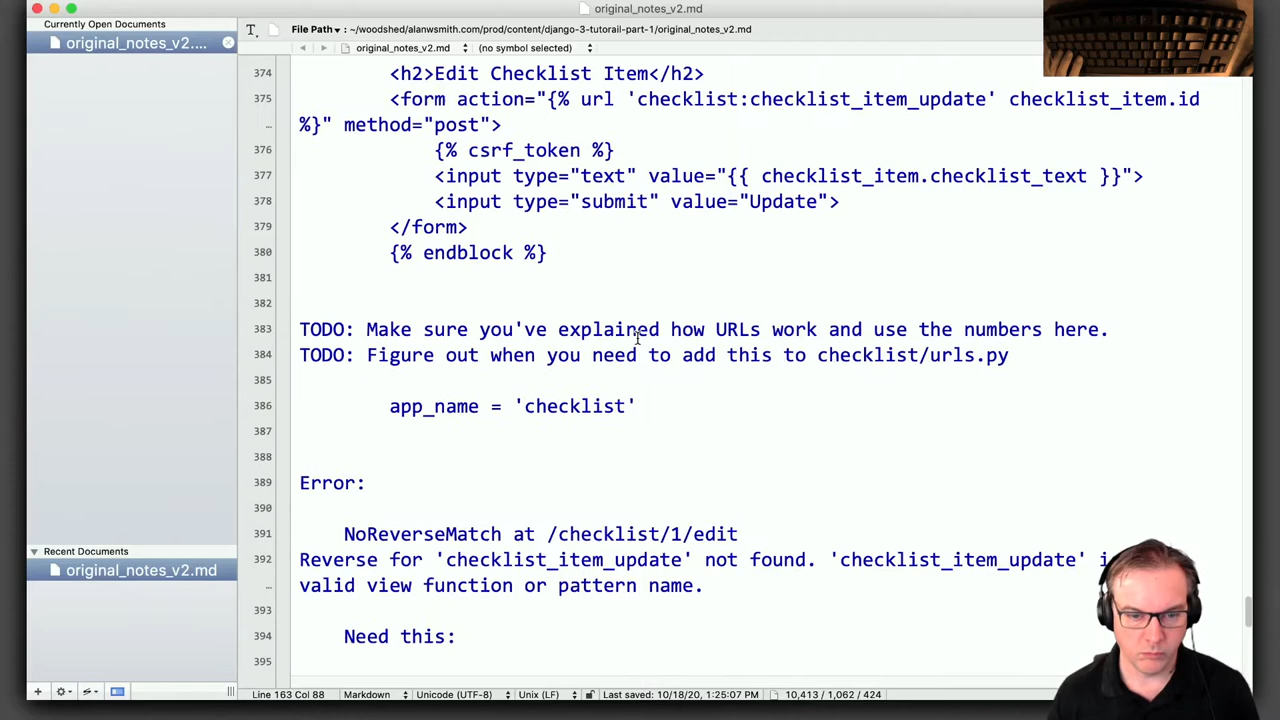 original_notes_v2.md
Currently Open Documents
original_notes_v2....
File Path : ~/woodshed/alanwsmith.com/prod/content/django-3-tutorail-part-1/original_notes_v2.md
original_notes_v2.md (no symbol selected)
374 <h2>Edit Checklist Item</h2>
375 <form action="{% url 'checklist:checklist_item_update' checklist_item.id
%}" method="post">
376 {% csrf_token %}
377 <input type="text" value="{{ checklist_item.checklist_text }}">
378 <input type="submit" value="Update">
379 </form>
380 {% endblock %}
381
382
383 TODO: Make sure you've explained how URLs work and use the numbers here.
384 TODO: Figure out when you need to add this to checklist/urls.py
385
386 app_name = 'checklist'
387
388
389 Error:
390
391 NoReverseMatch at /checklist/1/edit
392 Reverse for 'checklist_item_update' not found. 'checklist_item_update'
valid view function or pattern name.
393
394 Need this:
395
Recent Documents
original_notes_v2.md
Line 163 Col 88 Markdown Unicode (UTF-8) Unix (LF) Last saved: 10/18/20, 1:25:07 PM 10,413 / 1,062 / 424